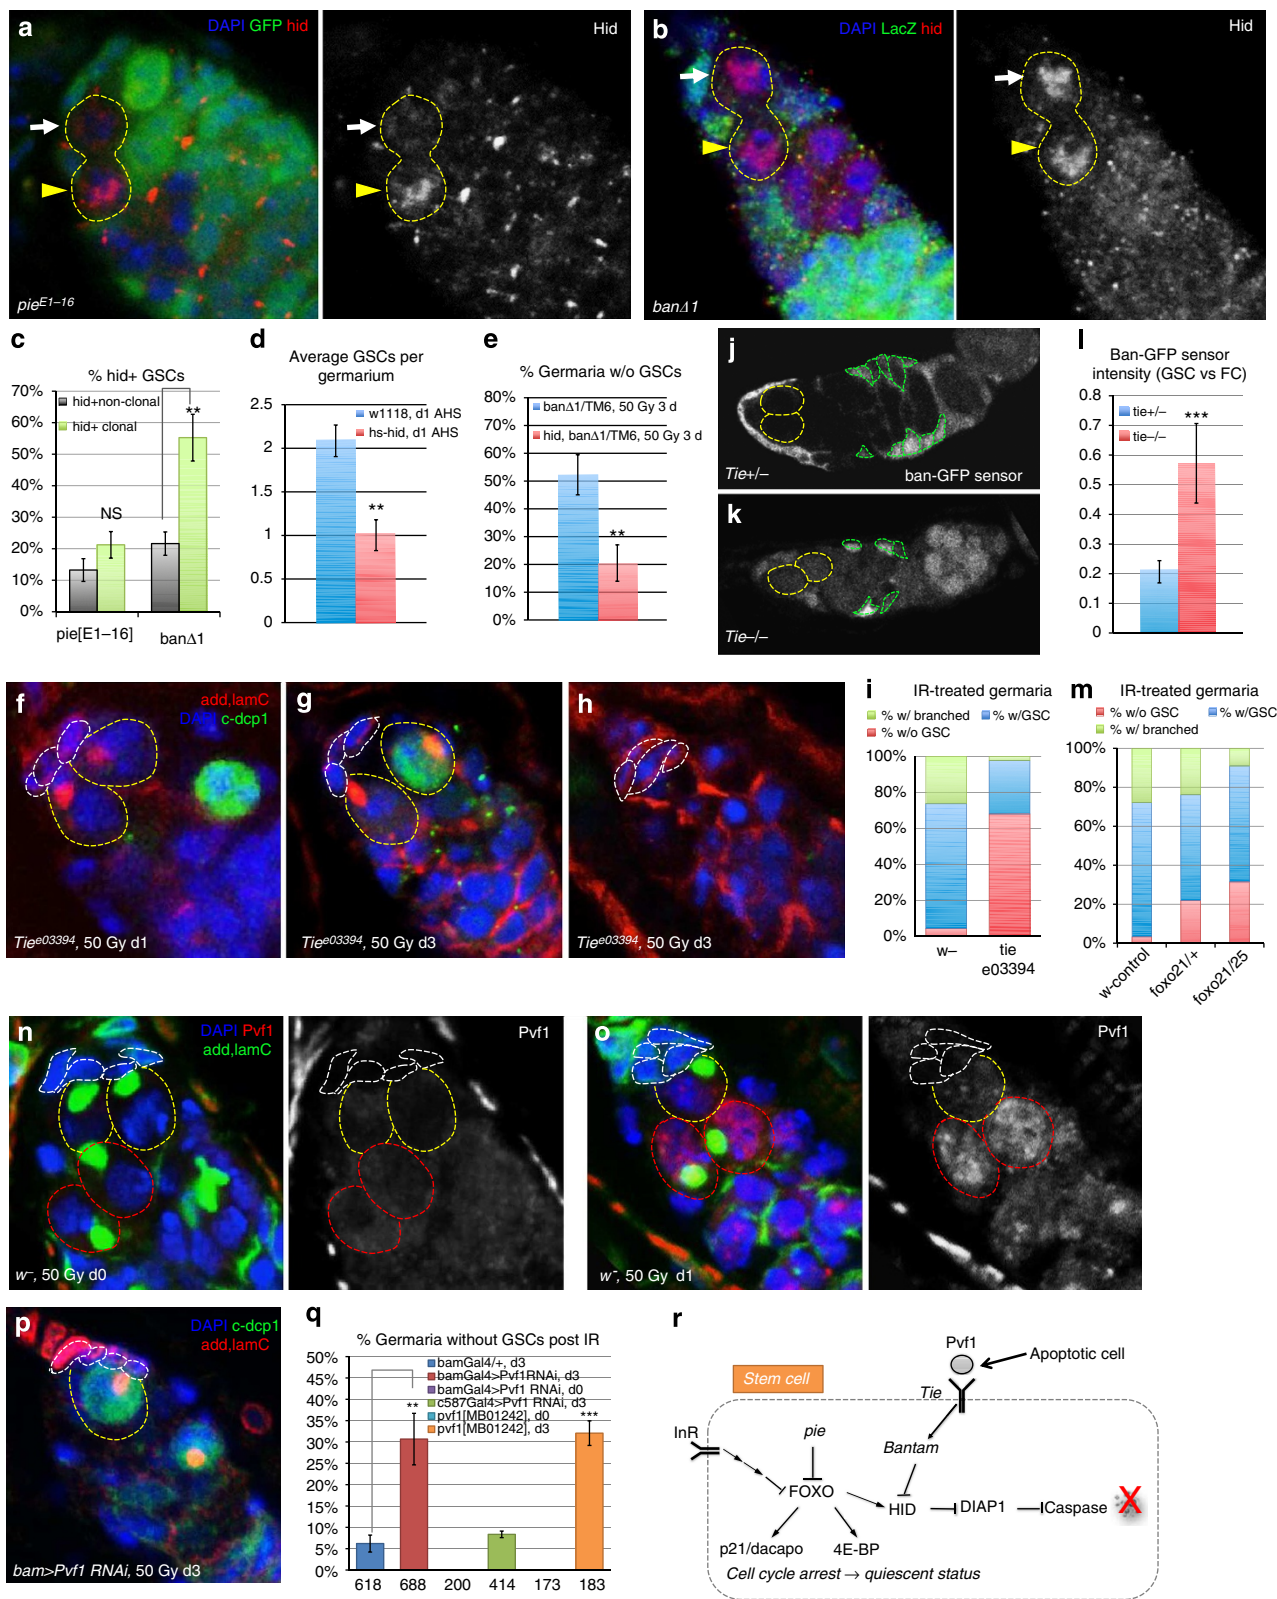 a
DAPI GFP hid
Hid
pieE1–16
b
DAPI LacZ hid
Hid
banΔ1
c
% hid+ GSCs
70%
60%
50%
40%
30%
20%
10%
0%
hid+non-clonal
hid+ clonal
NS
**
pie[E1–16]
banΔ1
d
Average GSCs per
germarium
2.5
2
1.5
1
0.5
0
w1118, d1 AHS
hs-hid, d1 AHS
**
e
% Germaria w/o GSCs
80%
70%
60%
50%
40%
30%
20%
10%
0%
banΔ1/TM6, 50 Gy 3 d
hid, banΔ1/TM6, 50 Gy 3 d
**
j
Tie+/–
ban-GFP sensor
k
Tie–/–
l
Ban-GFP sensor
intensity (GSC vs FC)
0.8
0.7
0.6
0.5
0.4
0.3
0.2
0.1
0
tie+/–
tie–/–
***
f
add,lamC
DAPI c-dcp1
Tiee03394, 50 Gy d1
g
Tiee03394, 50 Gy d3
h
Tiee03394, 50 Gy d3
i
IR-treated germaria
% w/ branched
% w/GSC
% w/o GSC
100%
80%
60%
40%
20%
0%
w–
tie
e03394
m
IR-treated germaria
% w/o GSC
% w/GSC
% w/ branched
100%
80%
60%
40%
20%
0%
w-control
foxo21/+
foxo21/25
n
DAPI Pvf1
add,lamC
Pvf1
w–, 50 Gy d0
o
Pvf1
w–, 50 Gy d1
p
DAPI c-dcp1
add,lamC
bam>Pvf1 RNAi, 50 Gy d3
q
% Germaria without GSCs post IR
50%
45%
40%
35%
30%
25%
20%
15%
10%
5%
0%
bamGal4/+, d3
bamGal4>Pvf1RNAi, d3
bamGal4>Pvf1 RNAi, d0
c587Gal4>Pvf1 RNAi, d3
pvf1[MB01242], d0
pvf1[MB01242], d3
**
***
618 688 200 414 173 183
r
Pvf1
Apoptotic cell
Stem cell
Tie
InR
pie
Bantam
FOXO
HID
DIAP1
Caspase
X
p21/dacapo
4E-BP
Cell cycle arrest → quiescent status